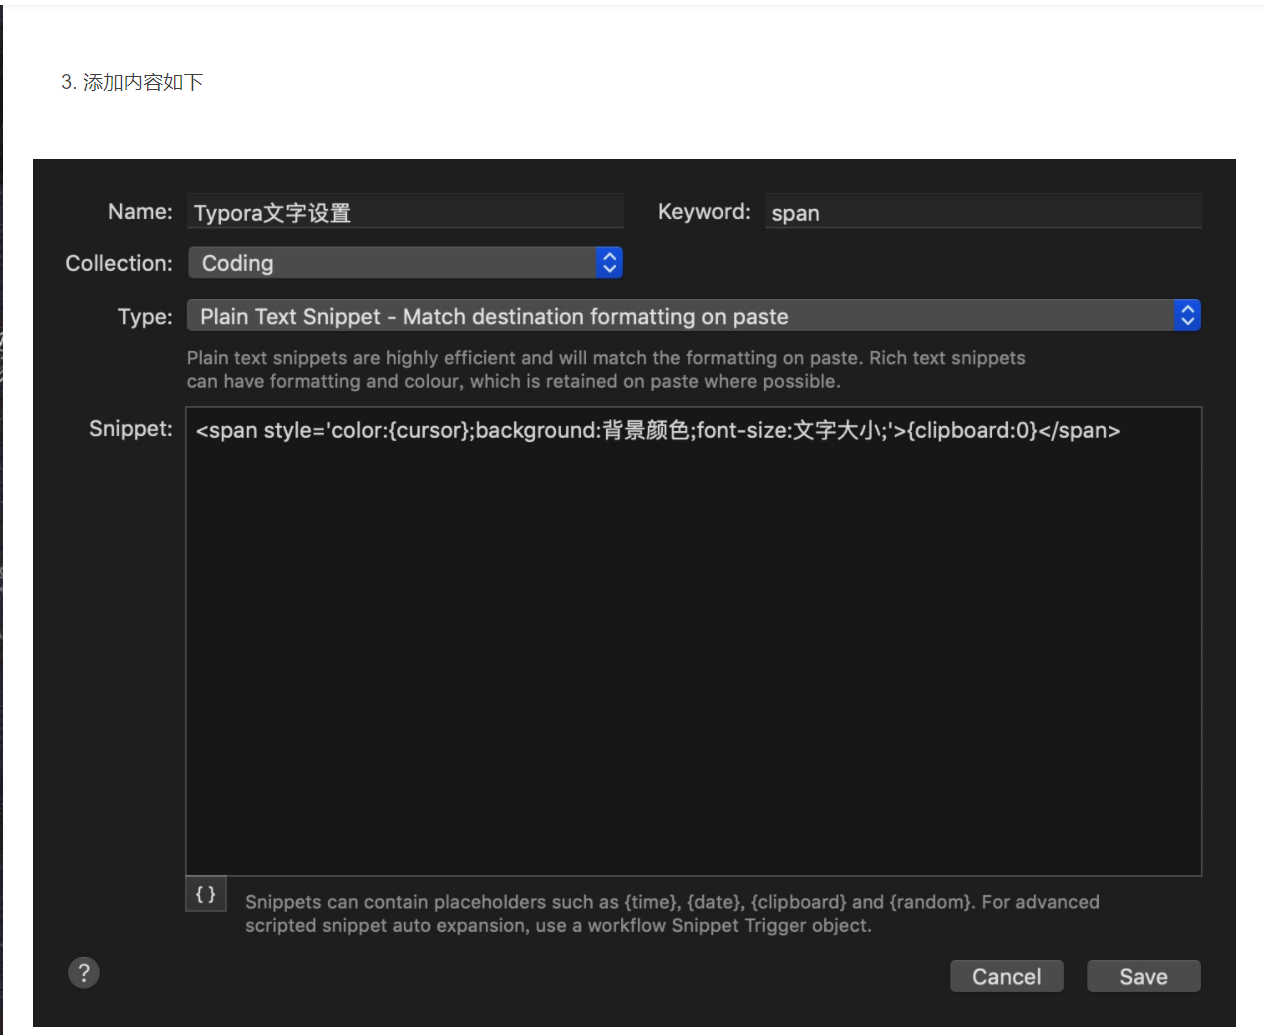 3. 添加内容如下
Name: Typora文字设置 Keyword: span
Collection: Coding
Type: Plain Text Snippet - Match destination formatting on paste
Plain text snippets are highly efficient and will match the formatting on paste. Rich text snippets
can have formatting and colour, which is retained on paste where possible.
Snippet: <span style='color:{cursor};background:背景颜色;font-size:文字大小;'>{clipboard:0}</span>
{}
Snippets can contain placeholders such as {time}, {date}, {clipboard} and {random}. For advanced
scripted snippet auto expansion, use a workflow Snippet Trigger object.
? Cancel Save